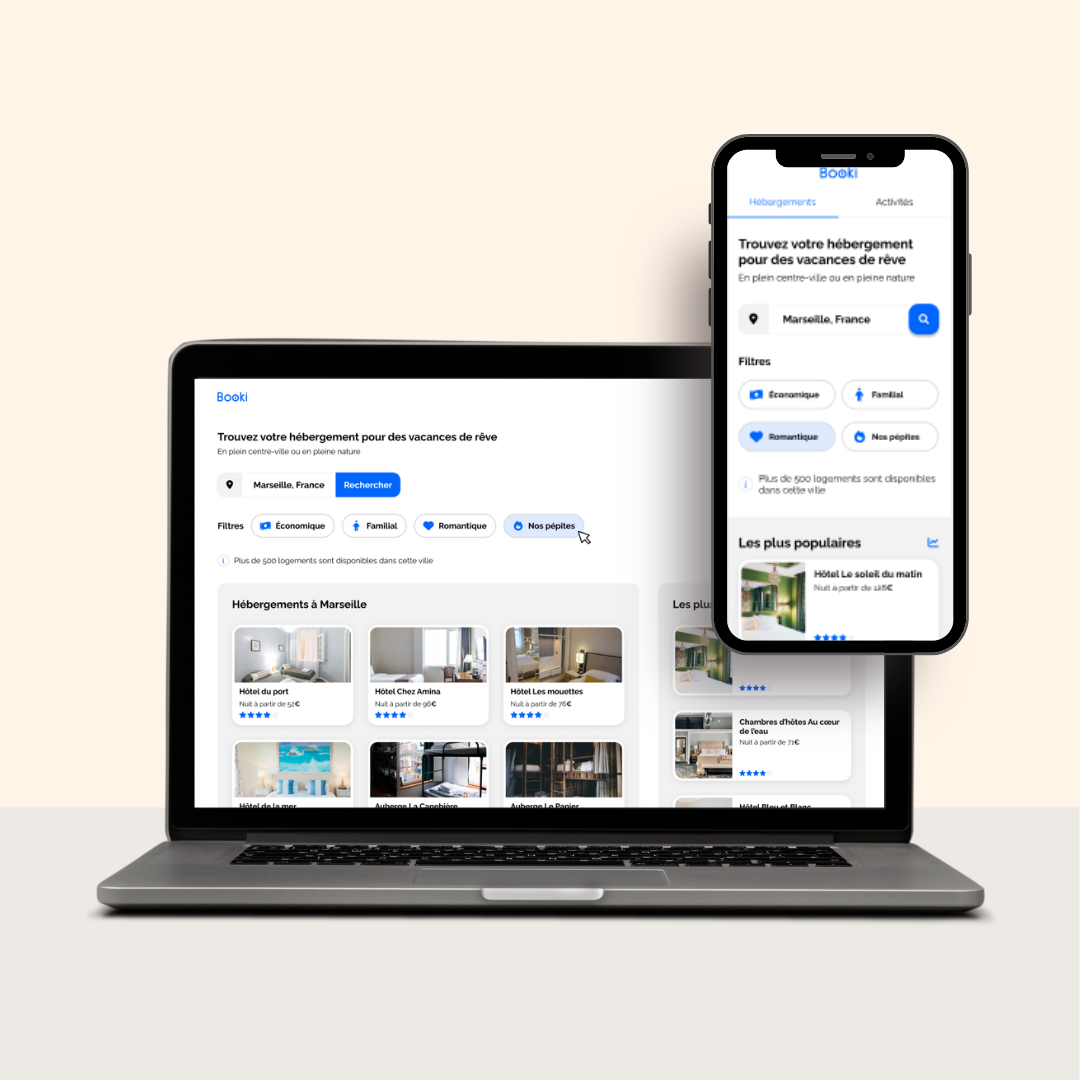 Booki
Trouvez votre hébergement pour des vacances de rêve
En plein centre-ville ou en pleine nature
Marseille, France
Rechercher
Filtres
Économique
Familial
Romantique
Nos pépites
Plus de 500 logements sont disponibles dans cette ville
Hébergements à Marseille
Hôtel du port
Nuit à partir de 52€
Hôtel Chez Amina
Nuit à partir de 96€
Hôtel Les mouettes
Nuit à partir de 76€
Hôtel de la mer
Auberge La Canebière
Auberge Le Panier
Les plus
Chambres d'hôtes Au cœur
de l'eau
Nuit à partir de 71€
Hôtel Bleu et Blanc
Booki
Hébergements
Activités
Trouvez votre hébergement
pour des vacances de rêve
En plein centre-ville ou en pleine nature
Marseille, France
Filtres
Économique
Familial
Romantique
Nos pépites
Plus de 500 logements sont disponibles
dans cette ville
Les plus populaires
Hôtel Le soleil du matin
Nuit à partir de 128€